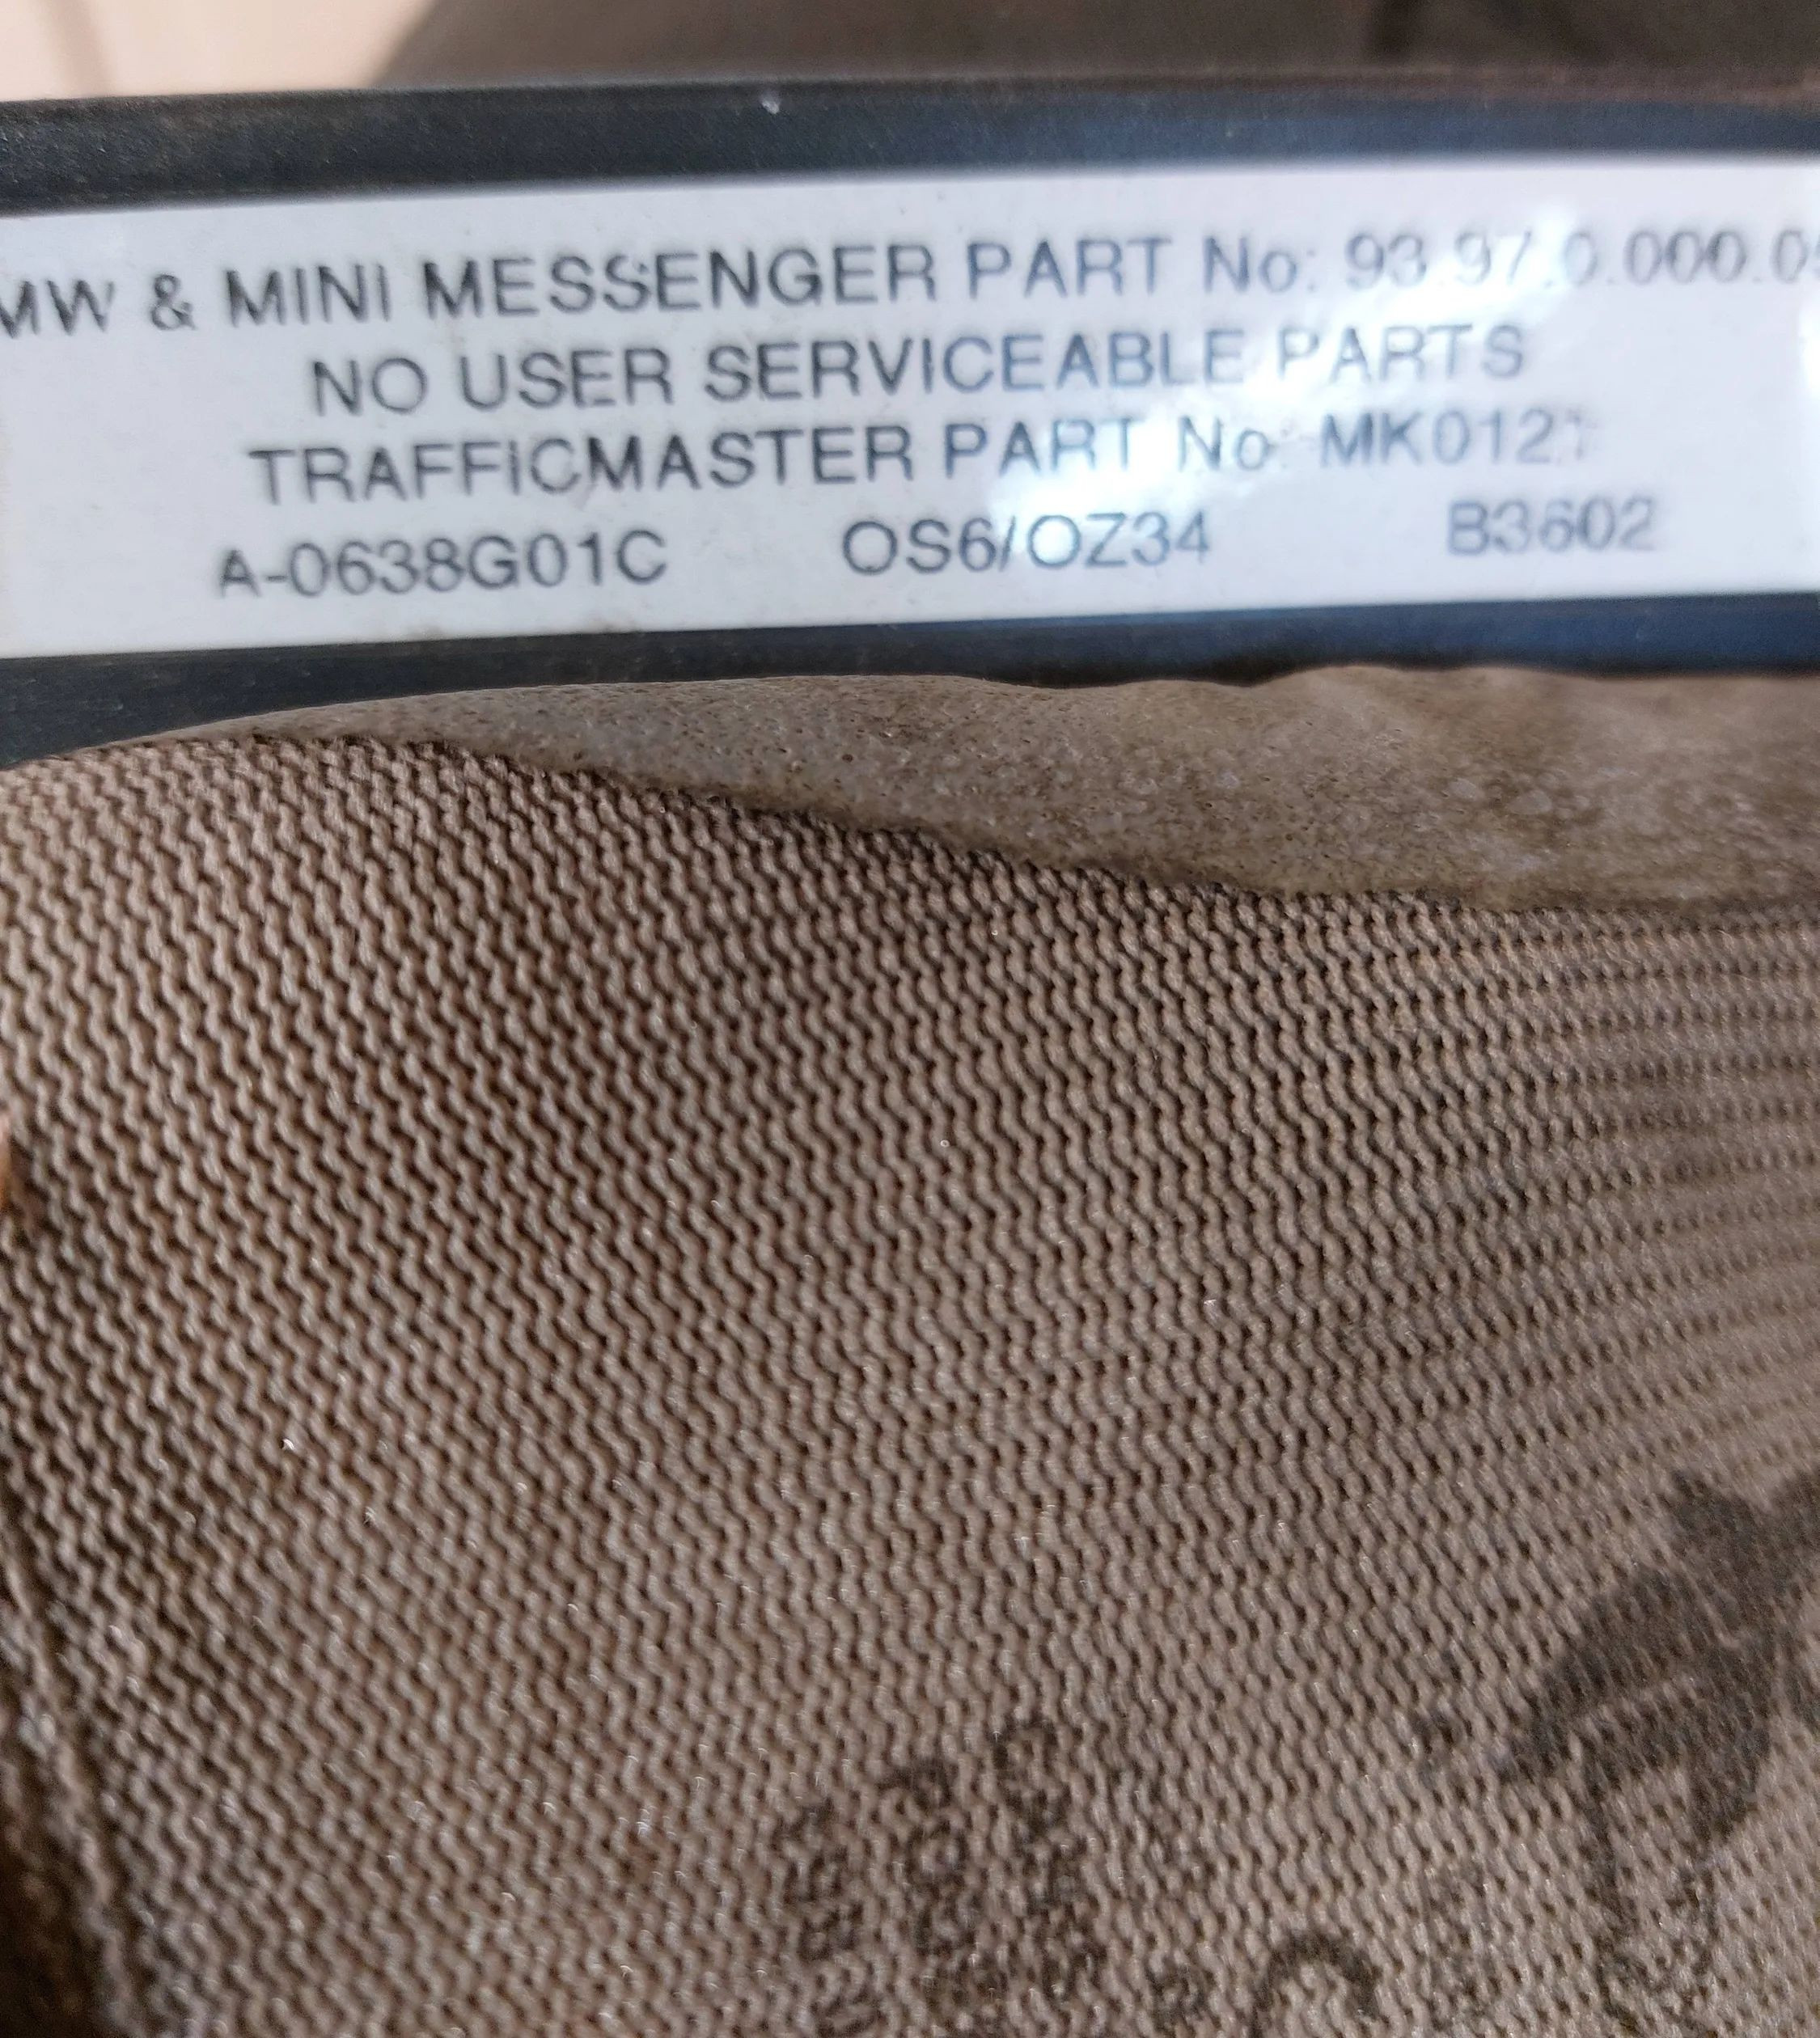 MW & MINI MESSENGER PART No: 93.97.0.000.0
NO USER SERVICEABLE PARTS
TRAFFICMASTER PART No: MK0121
A-0638G01C OS6/OZ34 B3602